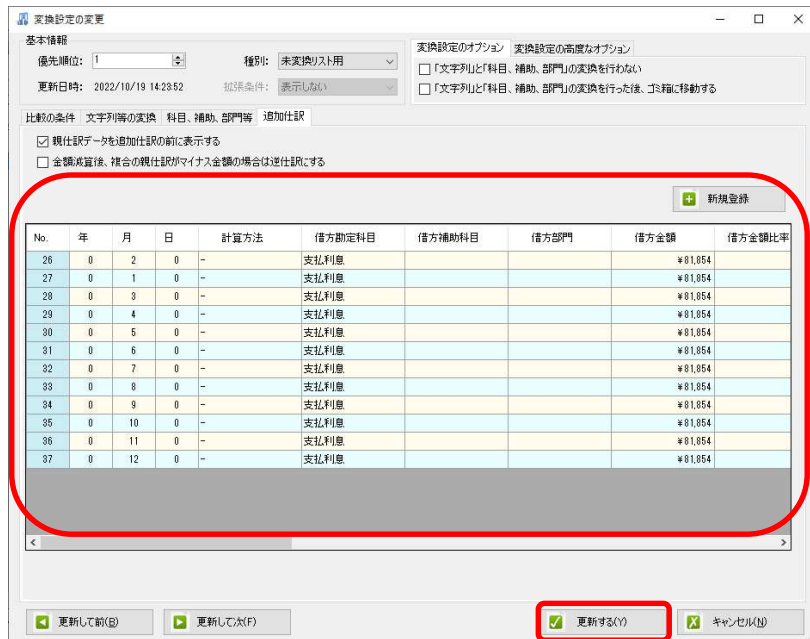 変換設定の変更
基本情報
優先順位: 1 種別: 未変換リスト用
更新日時: 2022/10/19 14:23:52 拡張条件: 表示しない
変換設定のオプション 変換設定の高度なオプション
「文字列」と「科目、補助、部門」の変換を行わない
「文字列」と「科目、補助、部門」の変換を行った後、ゴミ箱に移動する
比較の条件 文字列等の変換 科目、補助、部門等 追加仕訳
親仕訳データを追加仕訳の前に表示する
金額減算後、複合の親仕訳がマイナス金額の場合は逆仕訳にする
新規登録
No. 年 月 日 計算方法 借方勘定科目 借方補助科目 借方部門 借方金額 借方金額比率
26 0 2 0 - 支払利息 ¥81,854
27 0 1 0 - 支払利息 ¥81,854
28 0 3 0 - 支払利息 ¥81,854
29 0 4 0 - 支払利息 ¥81,854
30 0 5 0 - 支払利息 ¥81,854
31 0 6 0 - 支払利息 ¥81,854
32 0 7 0 - 支払利息 ¥81,854
33 0 8 0 - 支払利息 ¥81,854
34 0 9 0 - 支払利息 ¥81,854
35 0 10 0 - 支払利息 ¥81,854
36 0 11 0 - 支払利息 ¥81,854
37 0 12 0 - 支払利息 ¥81,854
更新して前(B) 更新して次(F) 更新する(Y) キャンセル(N)